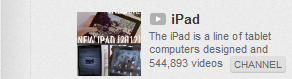 NEW IPAD [2012]
iPad
The iPad is a line of tablet
computers designed and
544,893 videos
CHANNEL